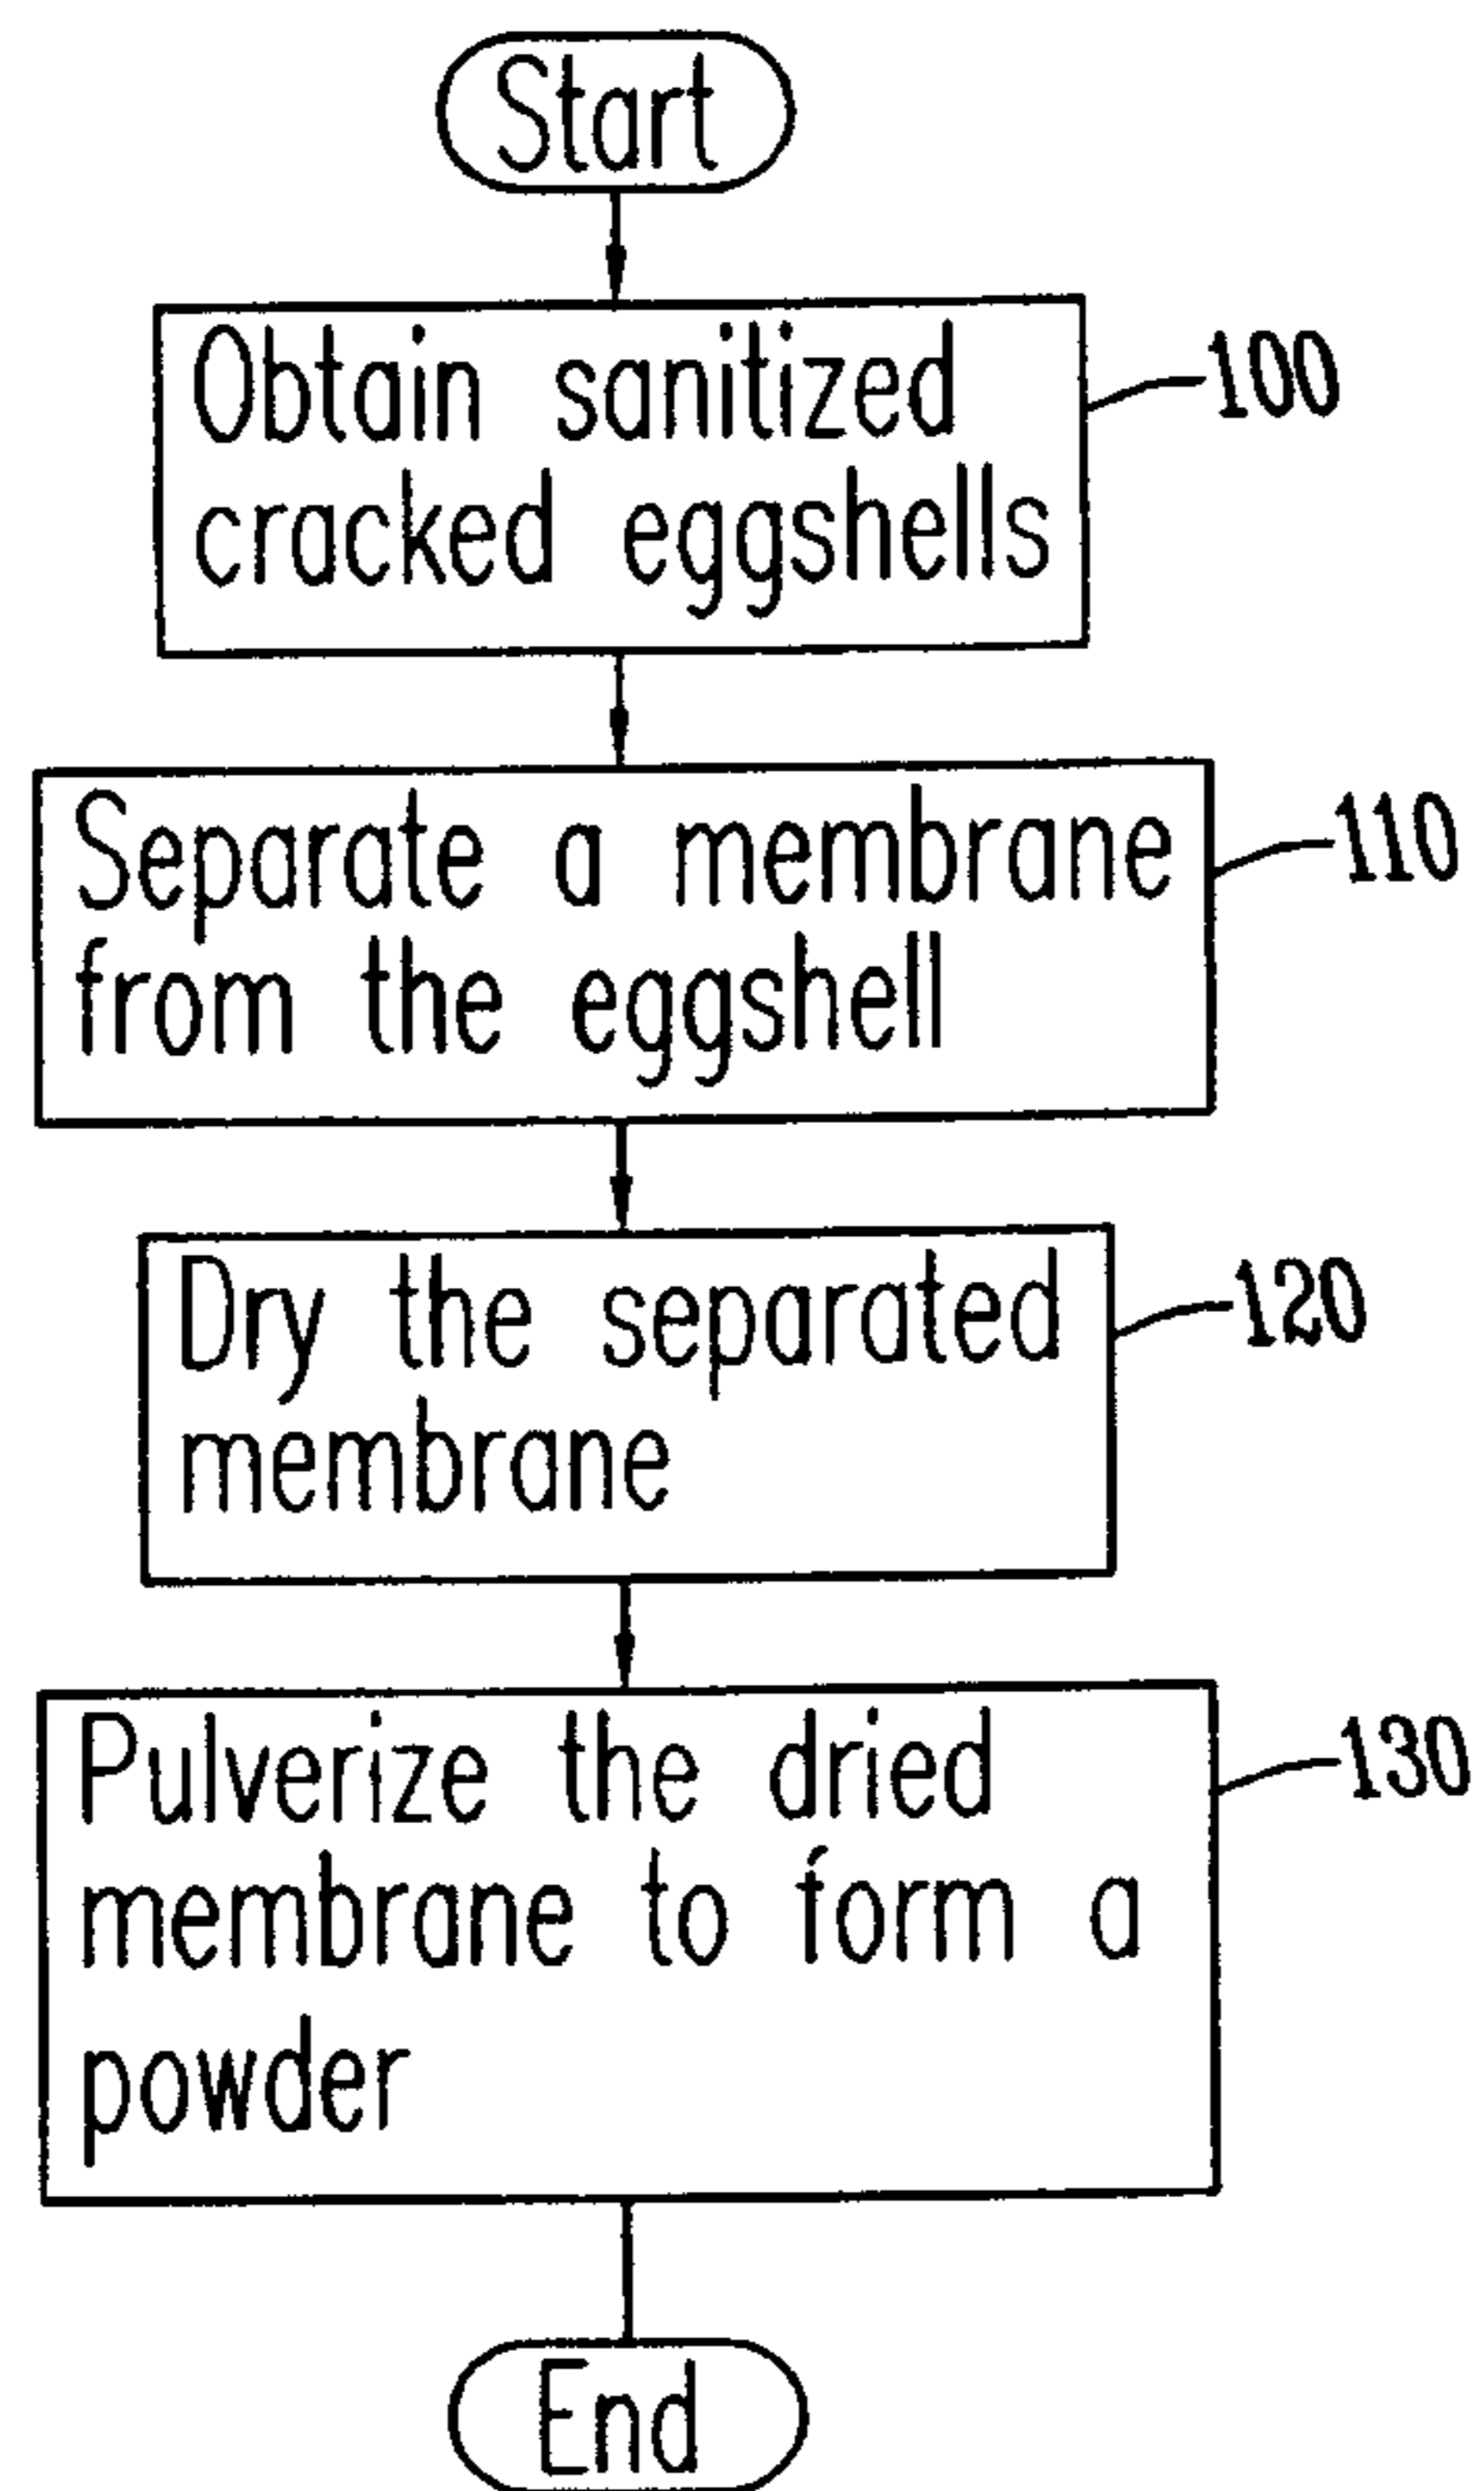 Start
Obtain sanitized
cracked eggshells
100
Separate a membrane
from the eggshell
110
Dry the separated
membrane
120
Pulverize the dried
membrane to form a
powder
130
End